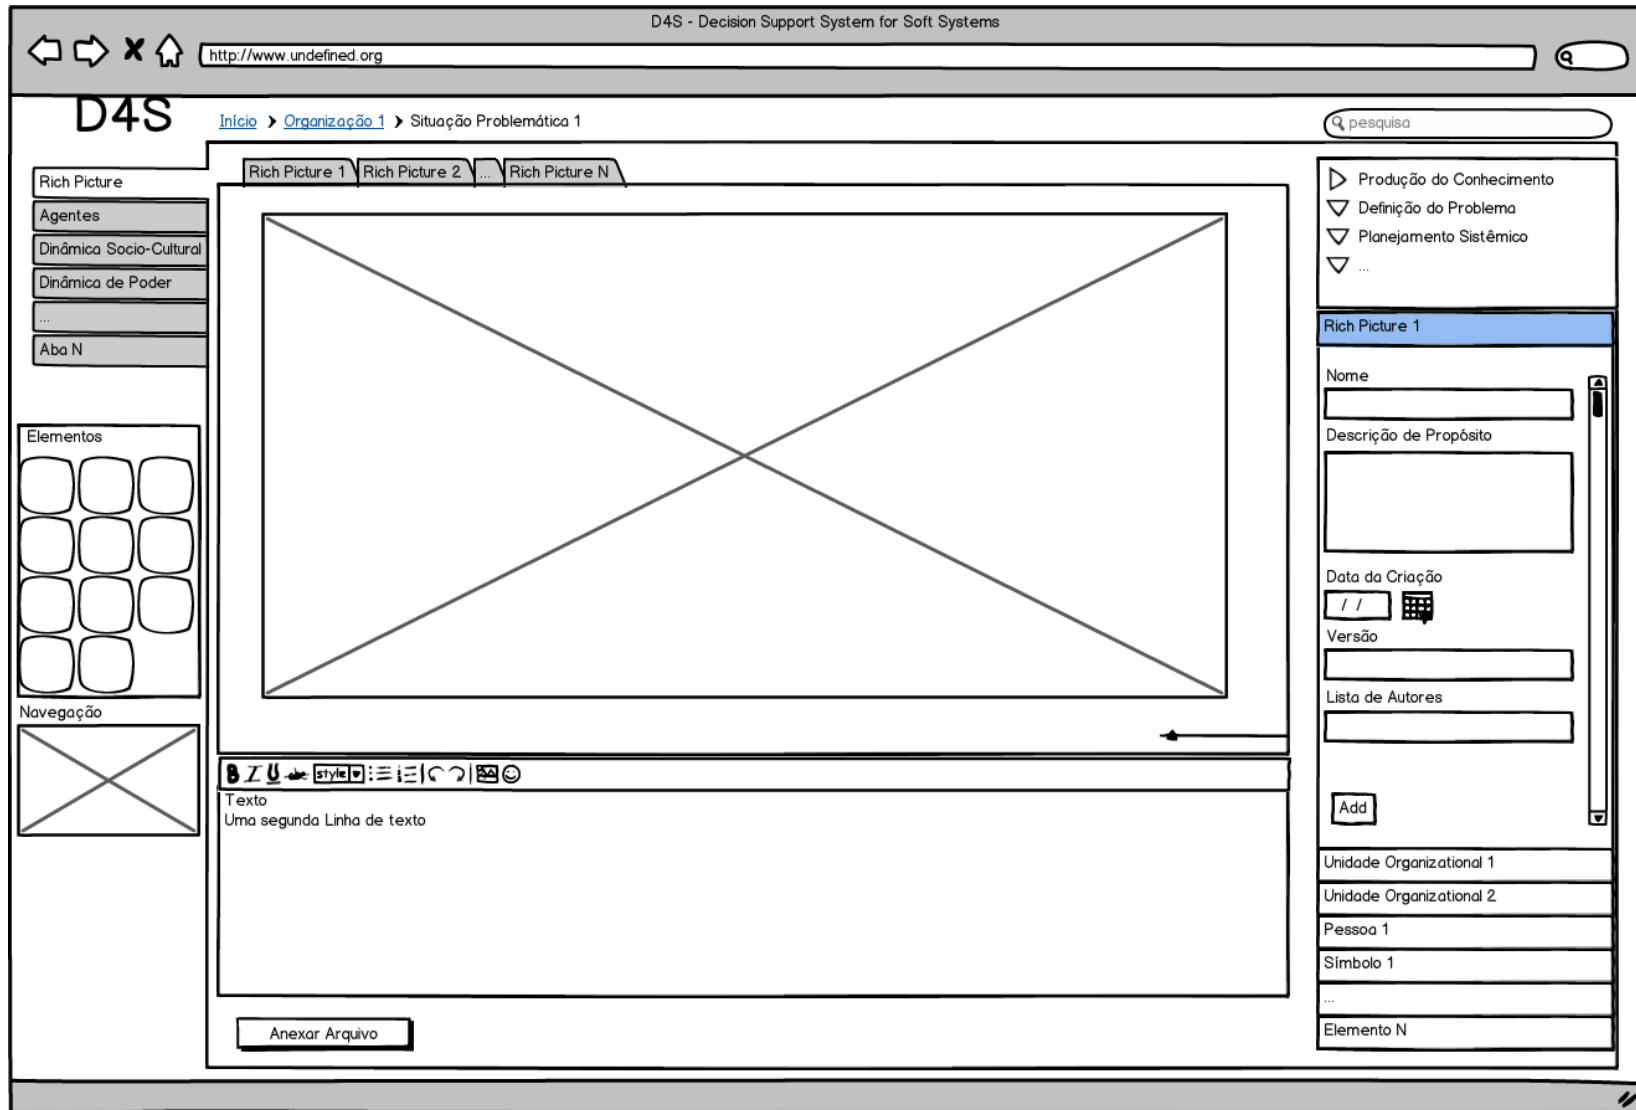 D4S - Decision Support System for Soft Systems
http://www.undefined.org
D4S
Início > Organização 1 > Situação Problemática 1
pesquisa
Rich Picture
Agentes
Dinâmica Socio-Cultural
Dinâmica de Poder
...
Aba N
Elementos
Navegação
Rich Picture 1
Rich Picture 2
...
Rich Picture N
B I U abc style
Texto
Uma segunda Linha de texto
Anexar Arquivo
Produção do Conhecimento
Definição do Problema
Planejamento Sistêmico
...
Rich Picture 1
Nome
Descrição de Propósito
Data da Criação
/ /
Versão
Lista de Autores
Add
Unidade Organizational 1
Unidade Organizational 2
Pessoa 1
Símbolo 1
...
Elemento N